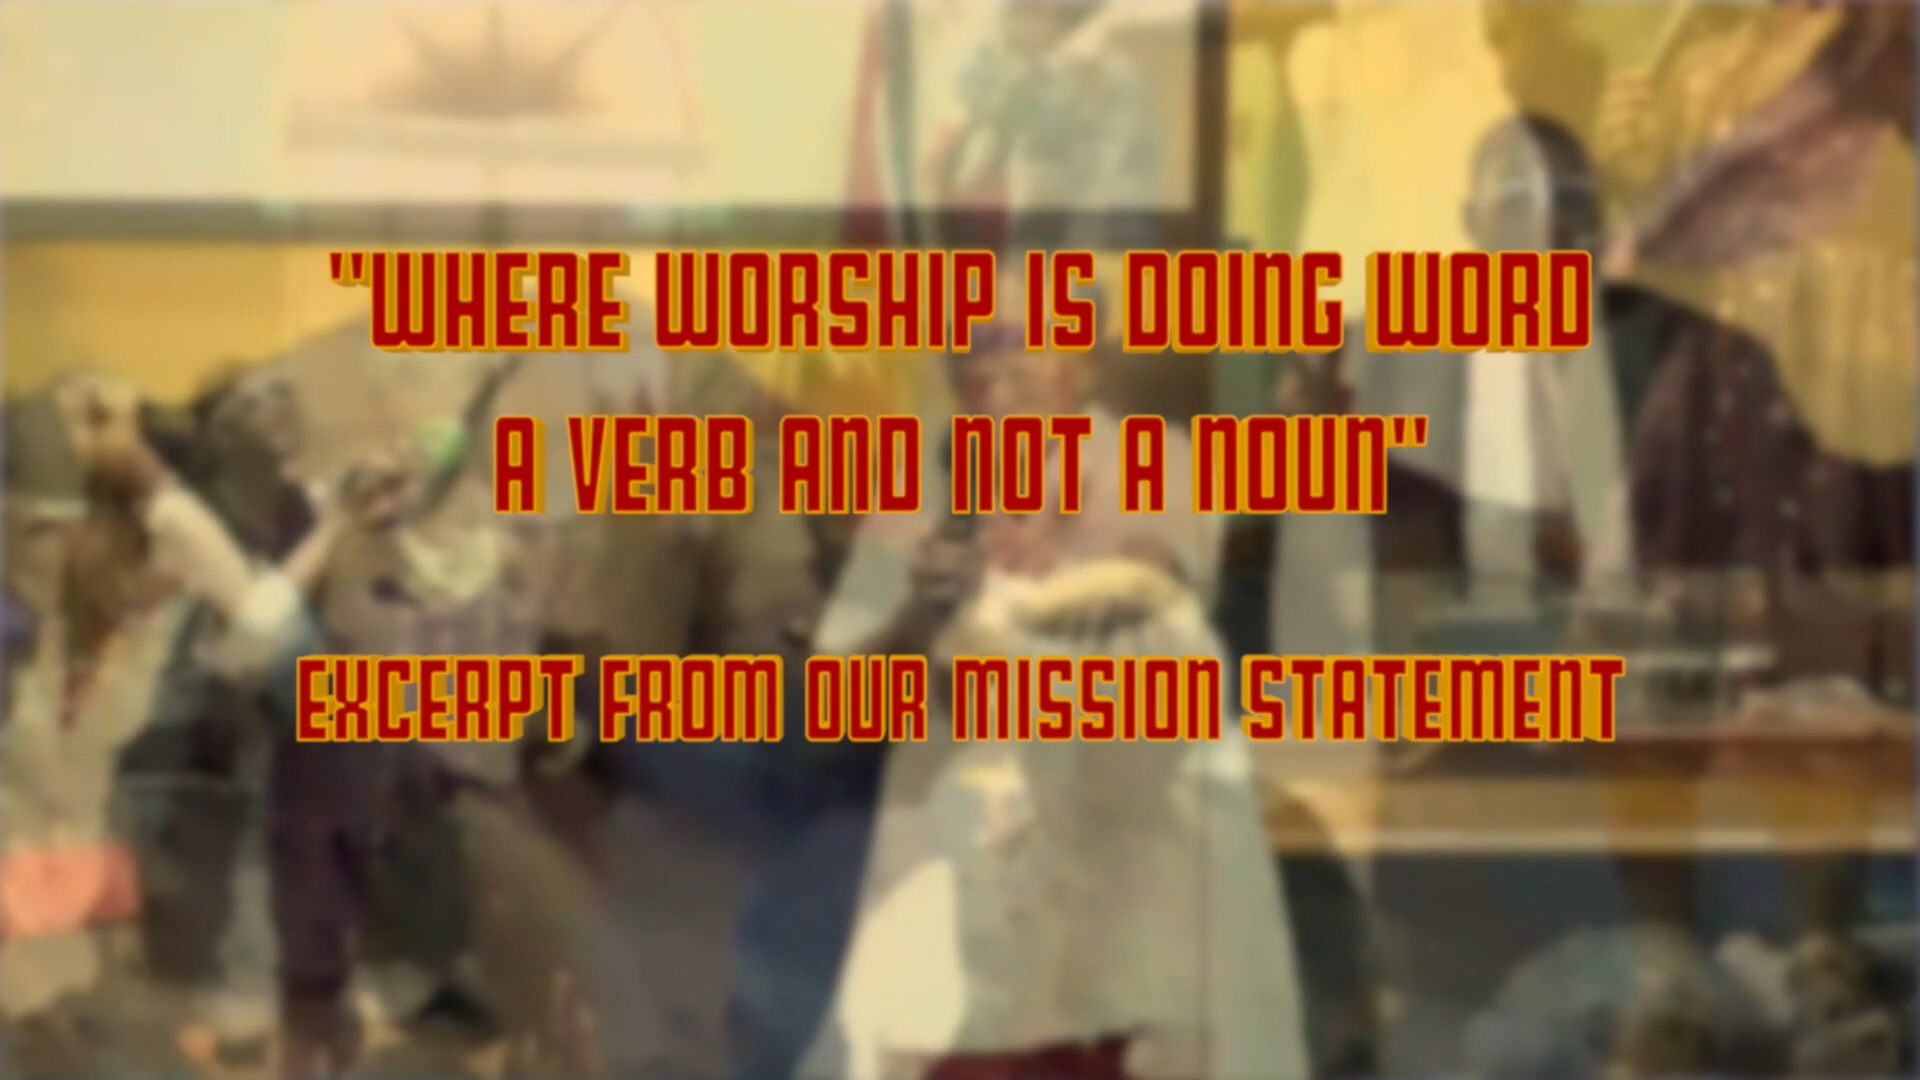 "WHERE WORSHIP IS DOING WORD
A VERB AND NOT A NOUN"
EXCERPT FROM OUR MISSION STATEMENT